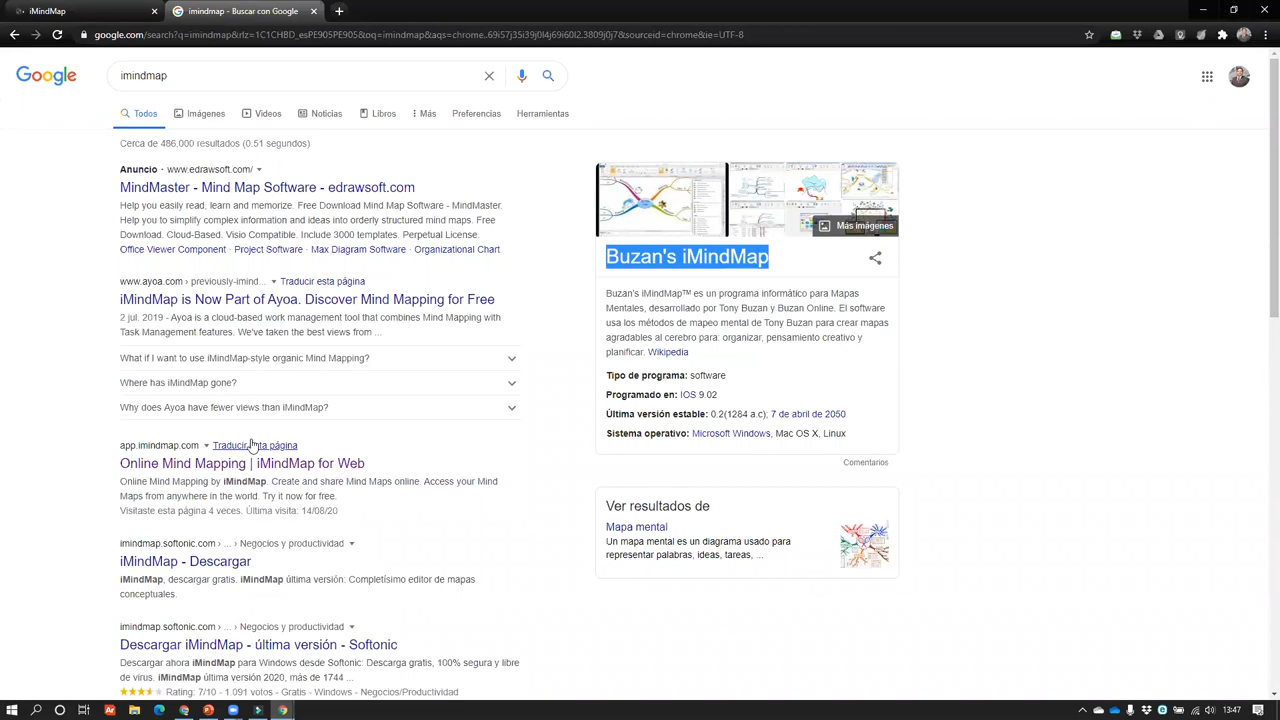 iMindMap
imindmap - Buscar con Google
google.com/search?q=imindmap&rlz=1C1CHBD_esPE905PE905&oq=imindmap&aqs=chrome..69i57j35i39j0l4j69i60l2.3809j0j7&sourceid=chrome&ie=UTF-8
Google
imindmap
Todos
Imágenes
Videos
Noticias
Libros
Más
Preferencias
Herramientas
Cerca de 486,000 resultados (0.51 segundos)
Anuncio · www.edrawsoft.com/
MindMaster - Mind Map Software - edrawsoft.com
Help you easily read, learn and memorize. Free Download Mind Map Software - MindMaster.
Help you to simplify complex information and ideas into orderly structured mind maps. Free
Download. Cloud-Based. Visio Compatible. Include 3000 templates. Perpetual License.
Office Viewer Component · Project Software · Max Diagram Software · Organizational Chart
www.ayoa.com › previously-imind... Traducir esta página
iMindMap is Now Part of Ayoa. Discover Mind Mapping for Free
2 jul. 2019 - Ayoa is a cloud-based work management tool that combines Mind Mapping with
Task Management features. We've taken the best views from ...
What if I want to use iMindMap-style organic Mind Mapping?
Where has iMindMap gone?
Why does Ayoa have fewer views than iMindMap?
app.imindmap.com Traducir esta página
Online Mind Mapping | iMindMap for Web
Online Mind Mapping by iMindMap. Create and share Mind Maps online. Access your Mind
Maps from anywhere in the world. Try it now for free.
Visitaste esta página 4 veces. Última visita: 14/08/20
imindmap.softonic.com › ... › Negocios y productividad
iMindMap - Descargar
iMindMap, descargar gratis. iMindMap última versión: Completísimo editor de mapas
conceptuales.
imindmap.softonic.com › ... › Negocios y productividad
Descargar iMindMap - última versión - Softonic
Descargar ahora iMindMap para Windows desde Softonic: Descarga gratis, 100% segura y libre
de virus. iMindMap última versión 2020, más de 1744 ...
Rating: 7/10 - 1.091 votos - Gratis - Windows - Negocios/Productividad
Más imágenes
Buzan's iMindMap
Buzan's iMindMap™ es un programa informático para Mapas
Mentales, desarrollado por Tony Buzan y Buzan Online. El software
usa los métodos de mapeo mental de Tony Buzan para crear mapas
agradables al cerebro para: organizar, pensamiento creativo y
planificar. Wikipedia
Tipo de programa: software
Programado en: IOS 9.02
Última versión estable: 0.2(1284 a.c); 7 de abril de 2050
Sistema operativo: Microsoft Windows, Mac OS X, Linux
Comentarios
Ver resultados de
Mapa mental
Un mapa mental es un diagrama usado para
representar palabras, ideas, tareas, ...
13:47